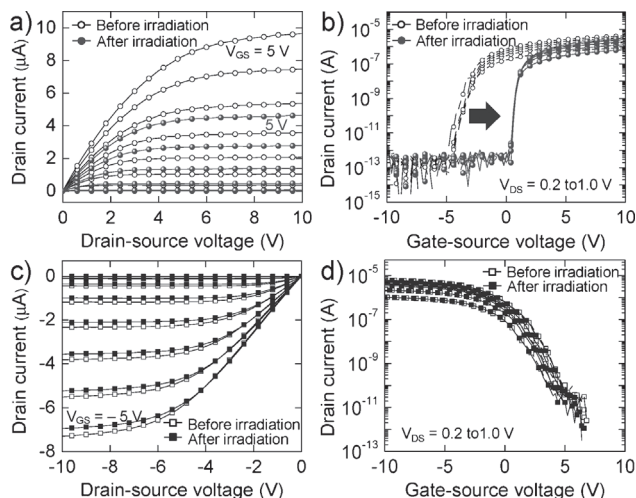 a)
Before irradiation
After irradiation
V_GS = 5 V
5 V
Drain current (μA)
10
8
6
4
2
0
0 2 4 6 8 10
Drain-source voltage (V)
b)
Before irradiation
After irradiation
V_DS = 0.2 to1.0 V
Drain current (A)
10^-5
10^-7
10^-9
10^-11
10^-13
10^-15
-10 -5 0 5 10
Gate-source voltage (V)
c)
V_GS = -5 V
Before irradiation
After irradiation
Drain current (μA)
0
-2
-4
-6
-8
-10 -8 -6 -4 -2 0
Drain-source voltage (V)
d)
Before irradiation
After irradiation
V_DS = 0.2 to1.0 V
Drain current (A)
10^-5
10^-7
10^-9
10^-11
10^-13
-10 -5 0 5 10
Gate-source voltage (V)